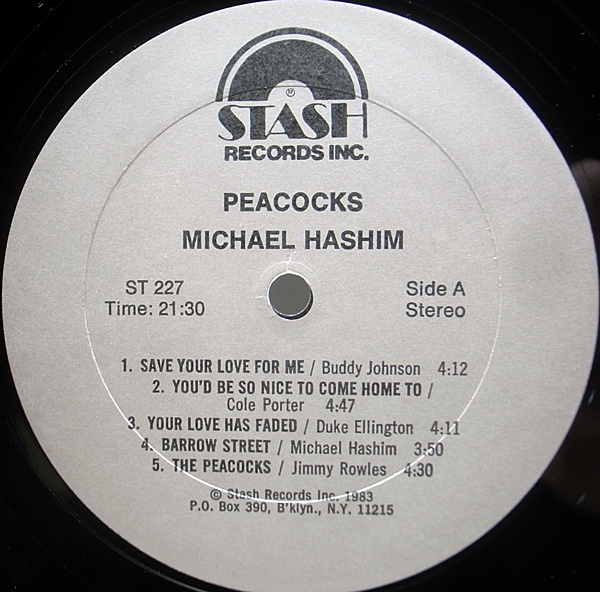 STASH
RECORDS INC.
PEACOCKS
MICHAEL HASHIM
ST 227
Time: 21:30
Side A
Stereo
1. SAVE YOUR LOVE FOR ME / Buddy Johnson 4:12
2. YOU'D BE SO NICE TO COME HOME TO /
Cole Porter 4:47
3. YOUR LOVE HAS FADED / Duke Ellington 4:11
4. BARROW STREET / Michael Hashim 3:50
5. THE PEACOCKS / Jimmy Rowles 4:30
© Stash Records Inc. 1983
P.O. Box 390, B'klyn., N.Y. 11215